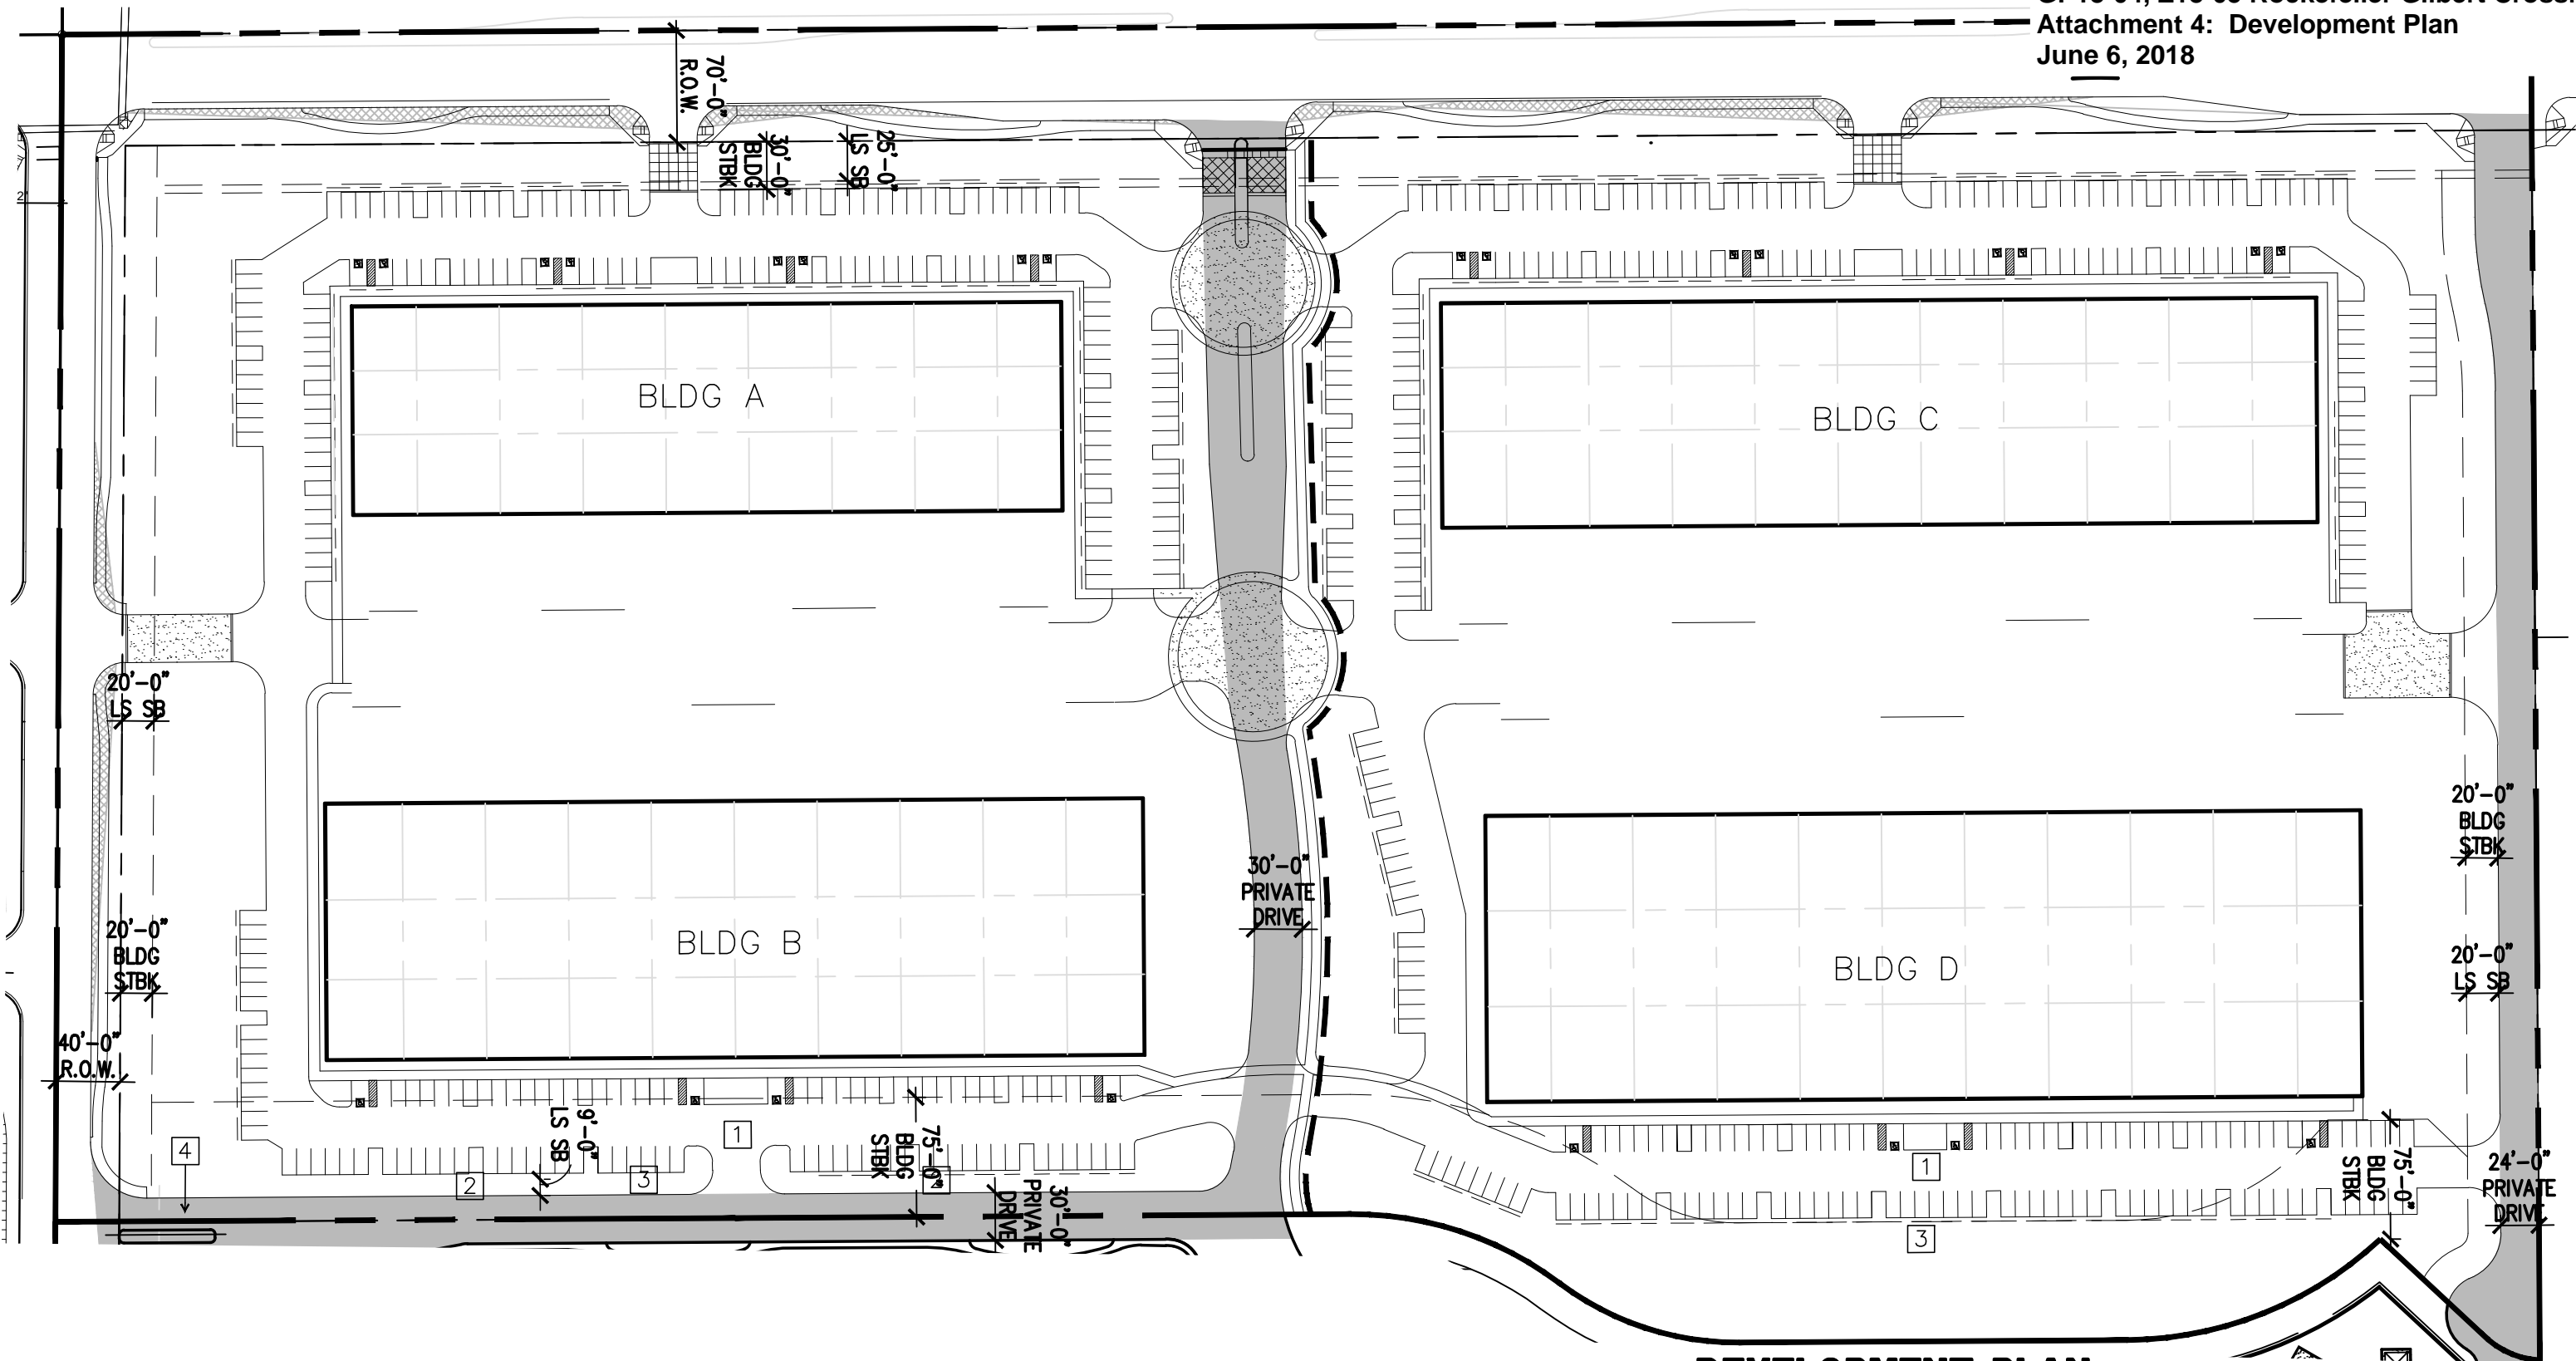 Attachment 4: Development Plan
June 6, 2018
70'-0"
R.O.W.
30'-0"
BLDG
STBK
25'-0"
LS SB
BLDG A
BLDG C
20'-0"
LS SB
20'-0"
BLDG
STBK
30'-0"
PRIVATE
DRIVE
20'-0"
BLDG
STBK
BLDG B
BLDG D
20'-0"
LS SB
40'-0"
R.O.W.
9'-0"
LS SB
1
75'-0"
BLDG
STBK
4
2
3
2
30'-0"
PRIVATE
DRIVE
1
75'-0"
BLDG
STBK
24'-0"
PRIVATE
DRIVE
3
DEVELOPMENT PLAN